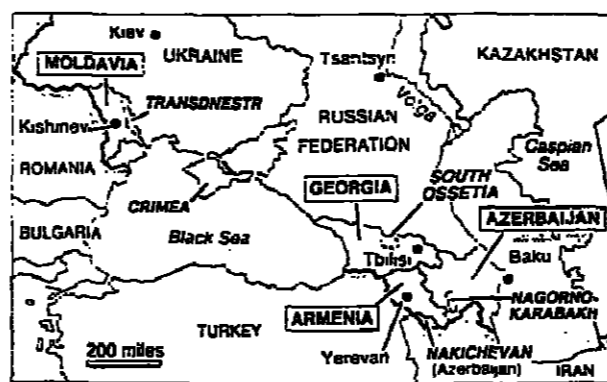 Kiev
UKRAINE
MOLDAVIA
Tsaritsyn
KAZAKHSTAN
TRANSDNESTR
Volga
Kishinev
RUSSIAN
FEDERATION
Caspian
Sea
ROMANIA
SOUTH
OSSETIA
CRIMEA
GEORGIA
AZERBAIJAN
BULGARIA
Black Sea
Tbilisi
Baku
NAGORNO-
KARABAKH
ARMENIA
TURKEY
200 miles
Yerevan
NAKICHEVAN
(Azerbaijan)
IRAN